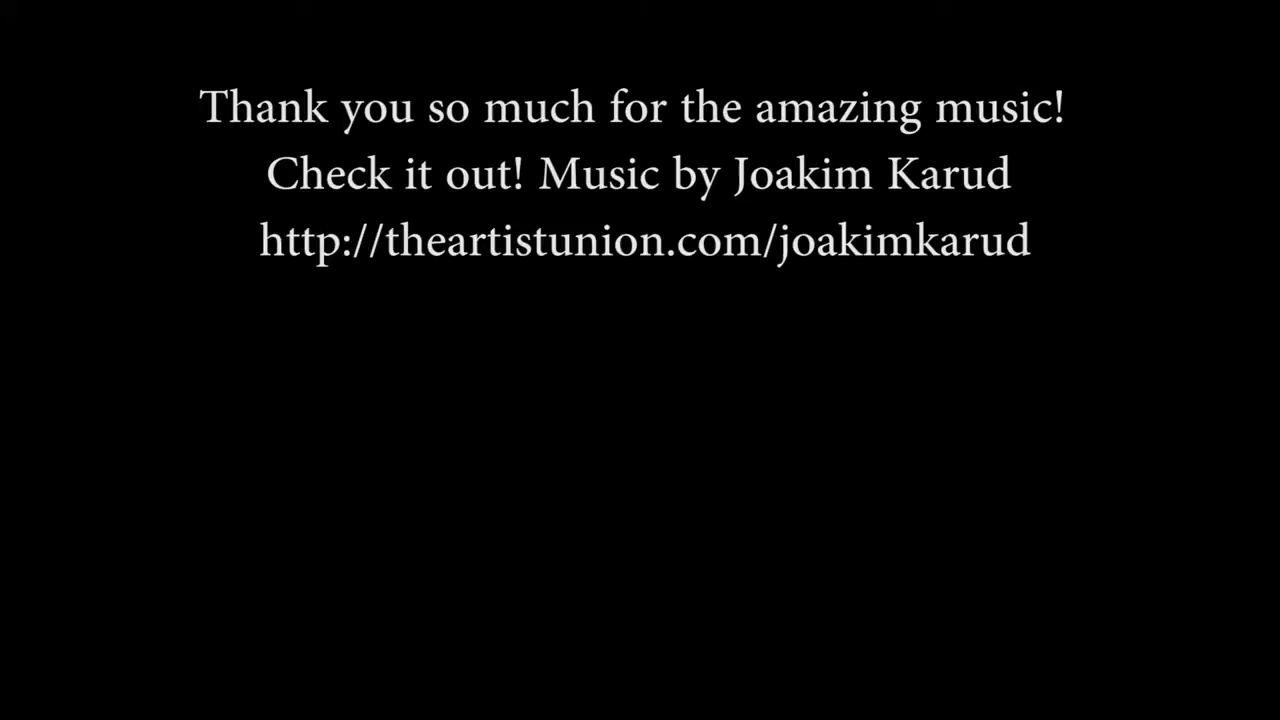 Thank you so much for the amazing music!
Check it out! Music by Joakim Karud
http://theartistunion.com/joakimkarud